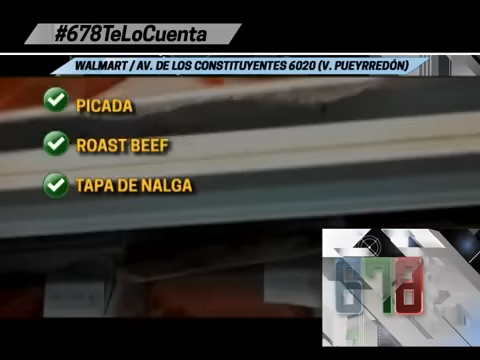 #678TeLoCuenta
WALMART / AV. DE LOS CONSTITUYENTES 6020 (V. PUEYRREDÓN)
PICADA
ROAST BEEF
TAPA DE NALGA
678